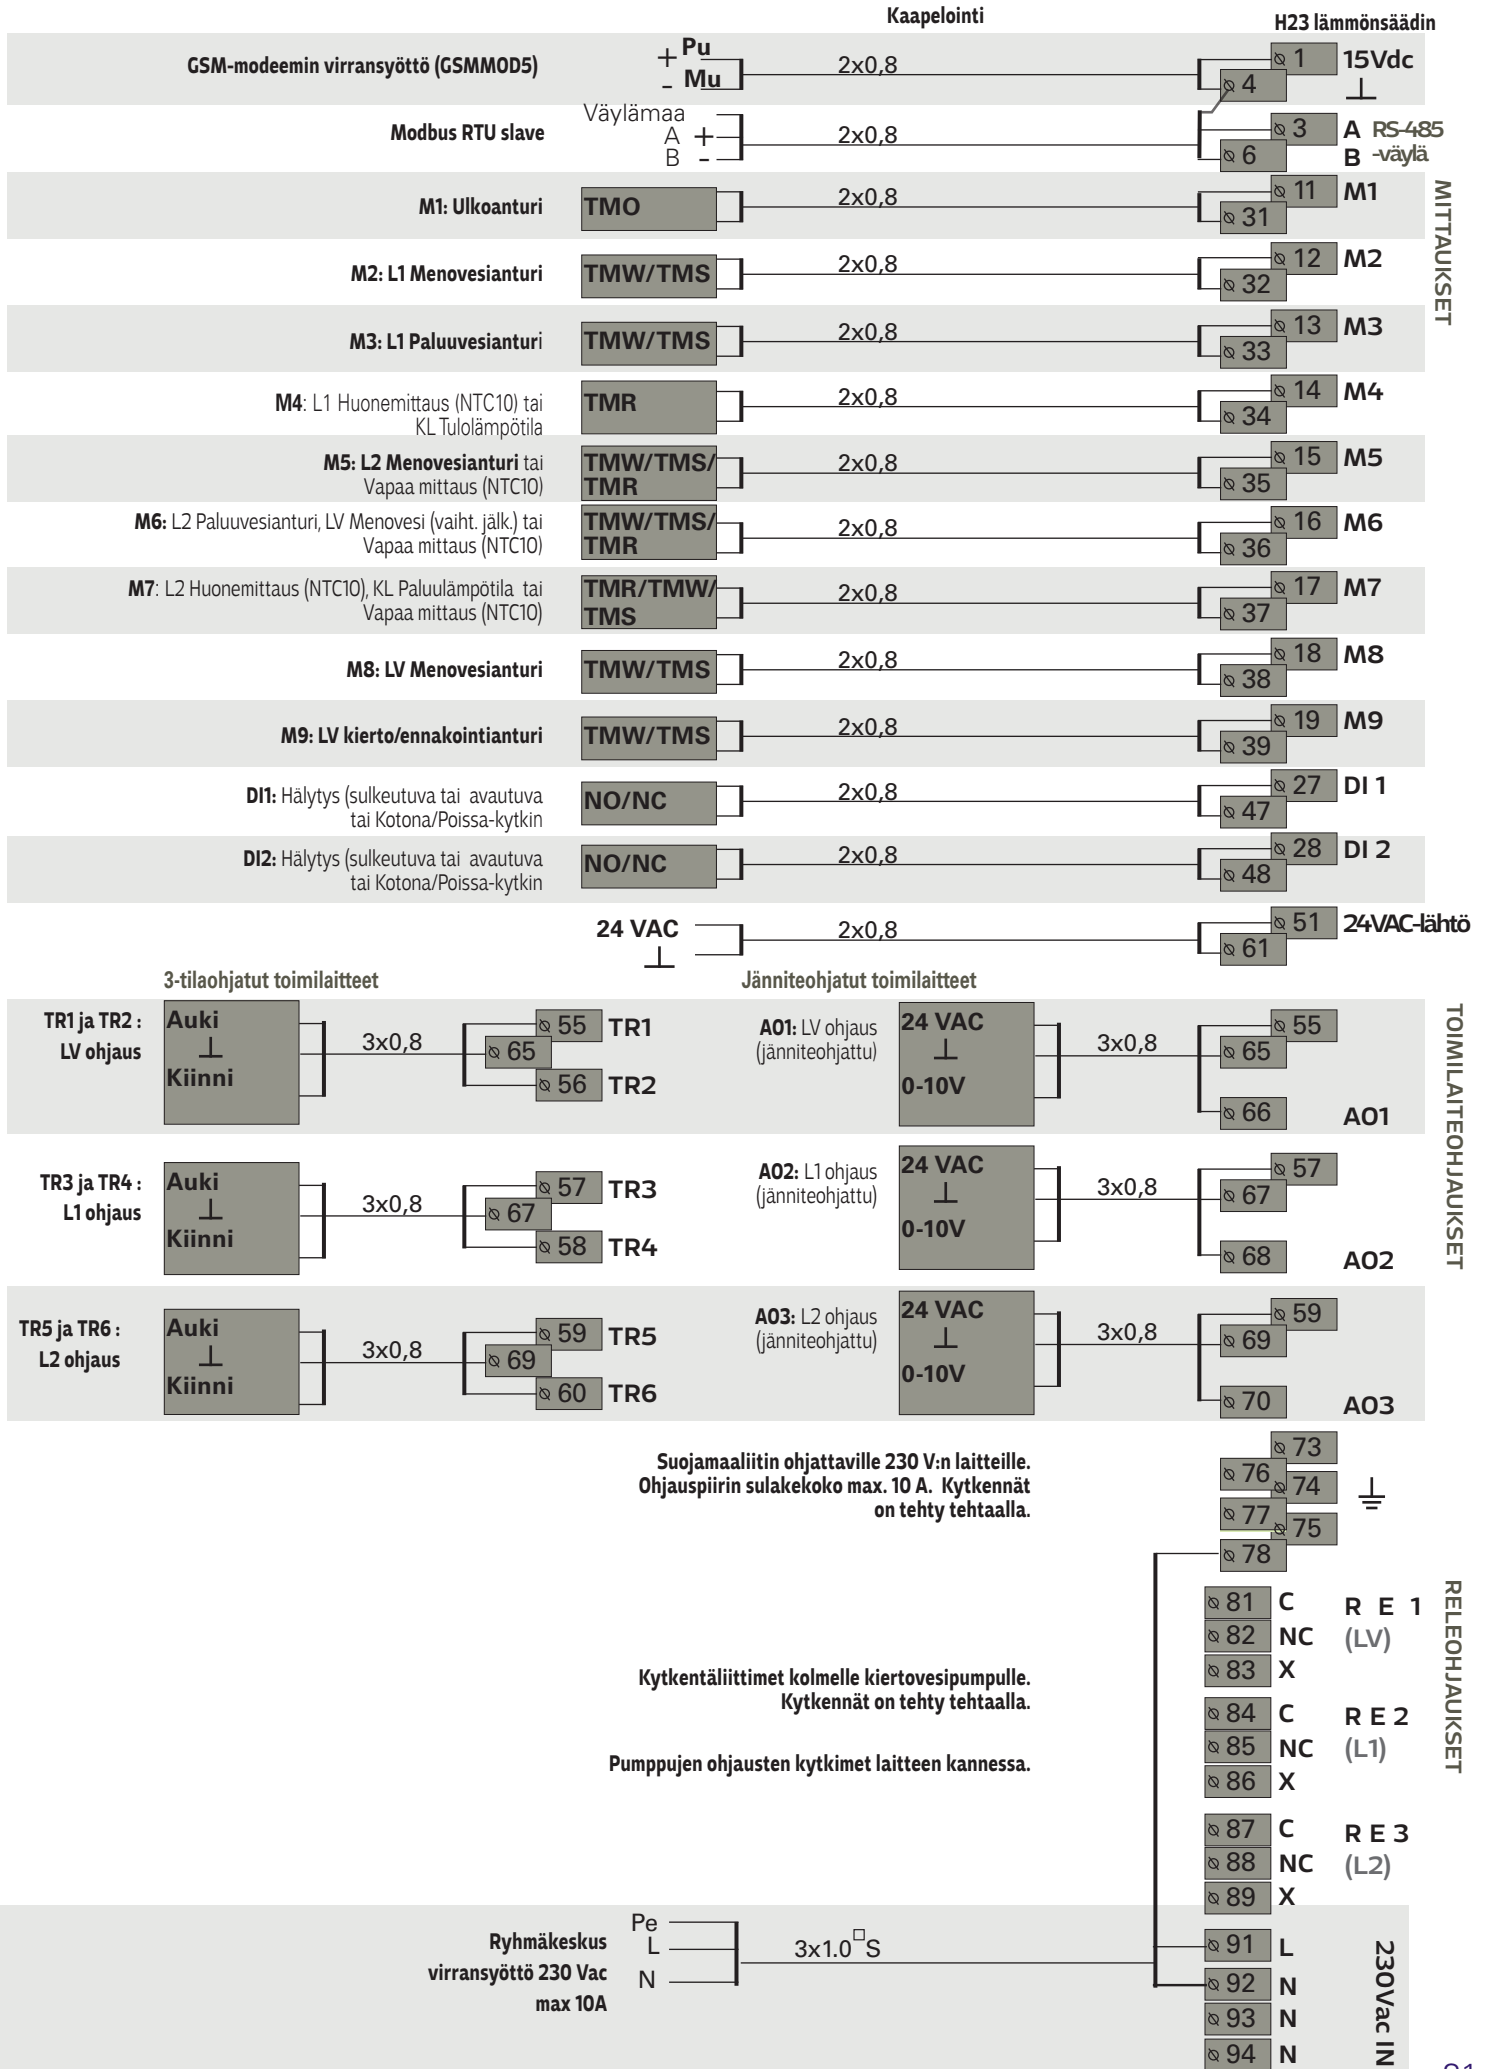 Kaapelointi
H23 lämmönsäädin
GSM-modeemin virransyöttö (GSMMOD5)
+ Pu
- Mu
2x0,8
1 15Vdc
4
Modbus RTU slave
Väylämaa
A +
B -
2x0,8
3 A RS-485
6 B -väylä
MITTAUKSET
M1: Ulkoanturi
TMO
2x0,8
11 M1
31
M2: L1 Menovesianturi
TMW/TMS
2x0,8
12 M2
32
M3: L1 Paluuvesianturi
TMW/TMS
2x0,8
13 M3
33
M4: L1 Huonemittaus (NTC10) tai
KL Tulolämpötila
TMR
2x0,8
14 M4
34
M5: L2 Menovesianturi tai
Vapaa mittaus (NTC10)
TMW/TMS/
TMR
2x0,8
15 M5
35
M6: L2 Paluuvesianturi, LV Menovesi (vaiht. jälk.) tai
Vapaa mittaus (NTC10)
TMW/TMS/
TMR
2x0,8
16 M6
36
M7: L2 Huonemittaus (NTC10), KL Paluulämpötila tai
Vapaa mittaus (NTC10)
TMR/TMW/
TMS
2x0,8
17 M7
37
M8: LV Menovesianturi
TMW/TMS
2x0,8
18 M8
38
M9: LV kierto/ennakointianturi
TMW/TMS
2x0,8
19 M9
39
DI1: Hälytys (sulkeutuva tai avautuva
tai Kotona/Poissa-kytkin
NO/NC
2x0,8
27 DI 1
47
DI2: Hälytys (sulkeutuva tai avautuva
tai Kotona/Poissa-kytkin
NO/NC
2x0,8
28 DI 2
48
24 VAC
2x0,8
51 24VAC-lähtö
61
3-tilaohjatut toimilaitteet
Jänniteohjatut toimilaitteet
TOIMILAITEOHJAUKSET
TR1 ja TR2 :
LV ohjaus
Auki
Kiinni
3x0,8
55 TR1
65
56 TR2
AO1: LV ohjaus
(jänniteohjattu)
24 VAC
0-10V
3x0,8
55
65
66 AO1
TR3 ja TR4 :
L1 ohjaus
Auki
Kiinni
3x0,8
57 TR3
67
58 TR4
AO2: L1 ohjaus
(jänniteohjattu)
24 VAC
0-10V
3x0,8
57
67
68 AO2
TR5 ja TR6 :
L2 ohjaus
Auki
Kiinni
3x0,8
59 TR5
69
60 TR6
AO3: L2 ohjaus
(jänniteohjattu)
24 VAC
0-10V
3x0,8
59
69
70 AO3
Suojamaaliitin ohjattaville 230 V:n laitteille.
Ohjauspiirin sulakekoko max. 10 A. Kytkennät
on tehty tehtaalla.
73
76
74
77
75
78
RELEOHJAUKSET
81 C R E 1
82 NC (LV)
83 X
Kytkentäliittimet kolmelle kiertovesipumpulle.
Kytkennät on tehty tehtaalla.
84 C R E 2
85 NC (L1)
86 X
Pumppujen ohjausten kytkimet laitteen kannessa.
87 C R E 3
88 NC (L2)
89 X
Ryhmäkeskus
virransyöttö 230 Vac
max 10A
Pe
L
N
3x1.0□S
91 L
92 N
93 N
94 N
230Vac IN